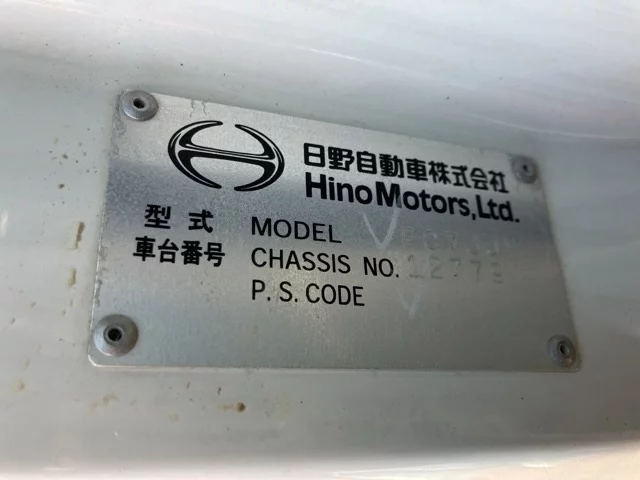 日野自動車株式会社
Hino Motors, Ltd.
型式 MODEL
車台番号 CHASSIS NO.
P.S.CODE